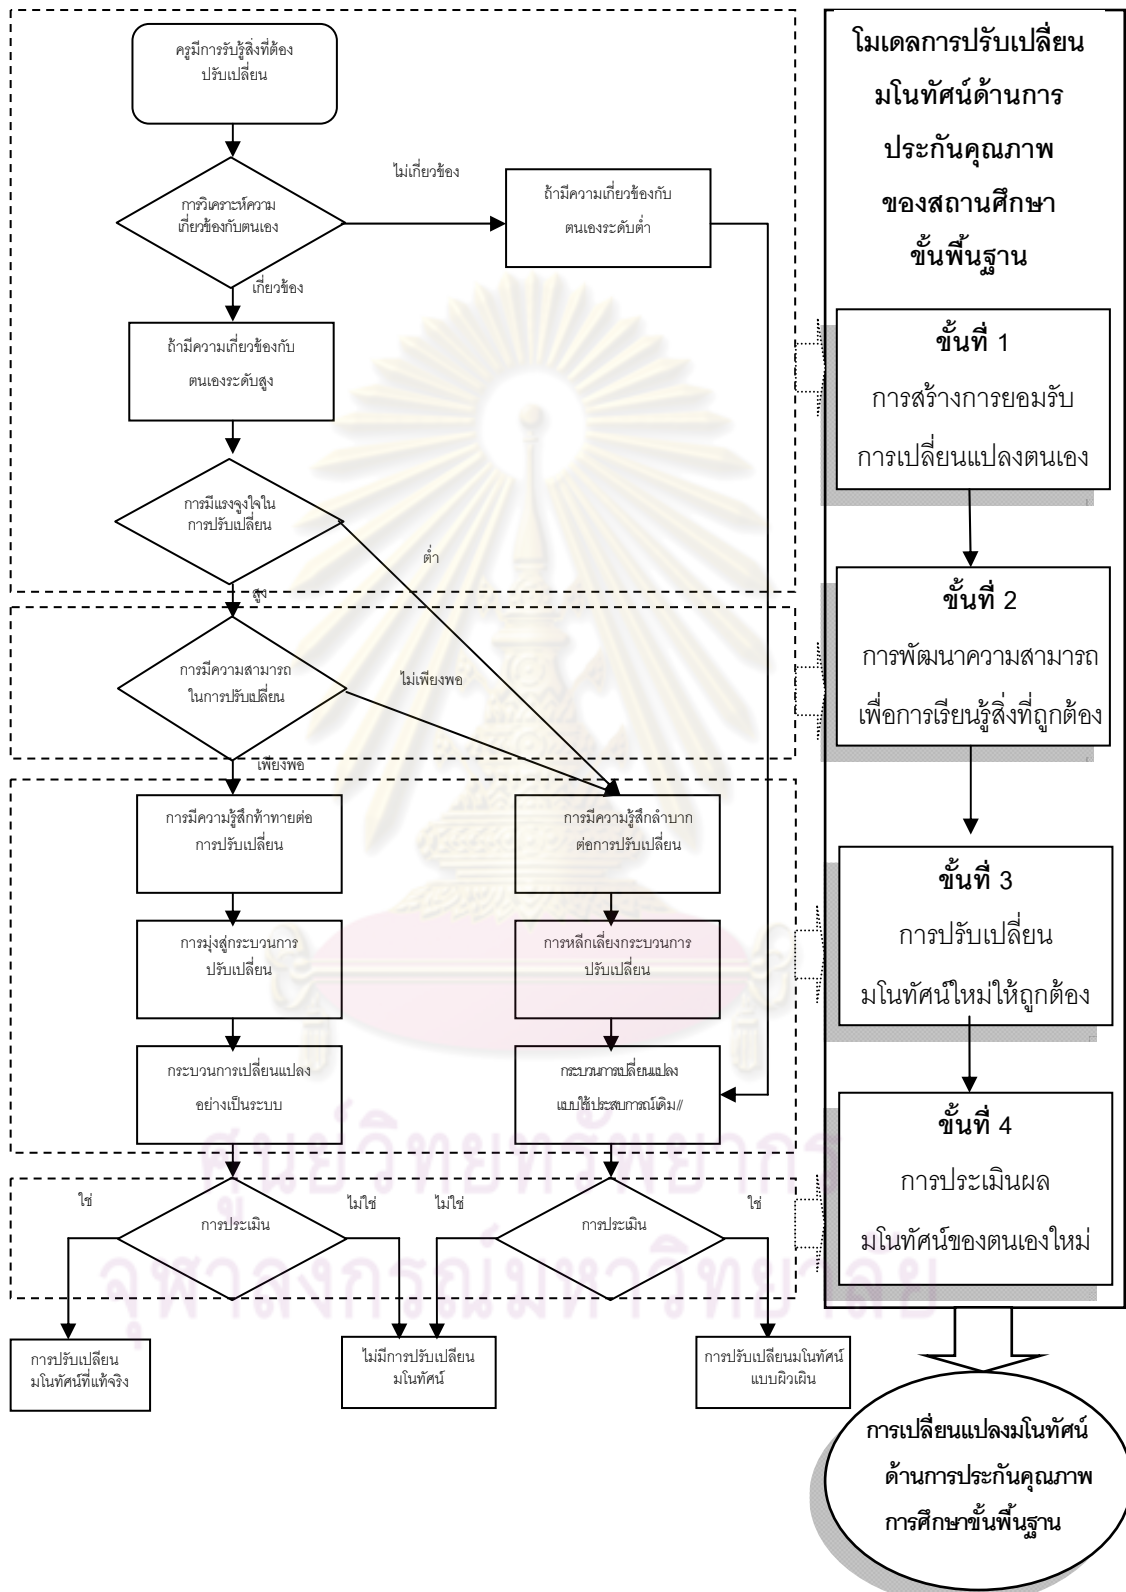 ครูมีการรับรู้สิ่งที่ต้อง
ปรับเปลี่ยน
การวิเคราะห์ความ
เกี่ยวข้องกับตนเอง
ไม่เกี่ยวข้อง
ถ้ามีความเกี่ยวข้องกับ
ตนเองระดับต่ำ
เกี่ยวข้อง
ถ้ามีความเกี่ยวข้องกับ
ตนเองระดับสูง
การมีแรงจูงใจใน
การปรับเปลี่ยน
ต่ำ
สูง
การมีความสามารถ
ในการปรับเปลี่ยน
ไม่เพียงพอ
เพียงพอ
การมีความรู้สึกท้าทายต่อ
การปรับเปลี่ยน
การมีความรู้สึกลำบาก
ต่อการปรับเปลี่ยน
การมุ่งสู่กระบวนการ
ปรับเปลี่ยน
การหลีกเลี่ยงกระบวนการ
ปรับเปลี่ยน
กระบวนการเปลี่ยนแปลง
อย่างเป็นระบบ
กระบวนการเปลี่ยนแปลง
แบบใช้ประสบการณ์เดิม//
ใช่
การประเมิน
ไม่ใช่
ไม่ใช่
การประเมิน
ใช่
การปรับเปลี่ยน
มโนทัศน์ที่แท้จริง
ไม่มีการปรับเปลี่ยน
มโนทัศน์
การปรับเปลี่ยนมโนทัศน์
แบบผิวเผิน
โมเดลการปรับเปลี่ยน
มโนทัศน์ด้านการ
ประกันคุณภาพ
ของสถานศึกษา
ขั้นพื้นฐาน
ขั้นที่ 1
การสร้างการยอมรับ
การเปลี่ยนแปลงตนเอง
ขั้นที่ 2
การพัฒนาความสามารถ
เพื่อการเรียนรู้สิ่งที่ถูกต้อง
ขั้นที่ 3
การปรับเปลี่ยน
มโนทัศน์ใหม่ให้ถูกต้อง
ขั้นที่ 4
การประเมินผล
มโนทัศน์ของตนเองใหม่
การเปลี่ยนแปลงมโนทัศน์
ด้านการประกันคุณภาพ
การศึกษาขั้นพื้นฐาน
ศูนย์วิทยทรัพยากร
จุฬาลงกรณ์มหาวิทยาลัย